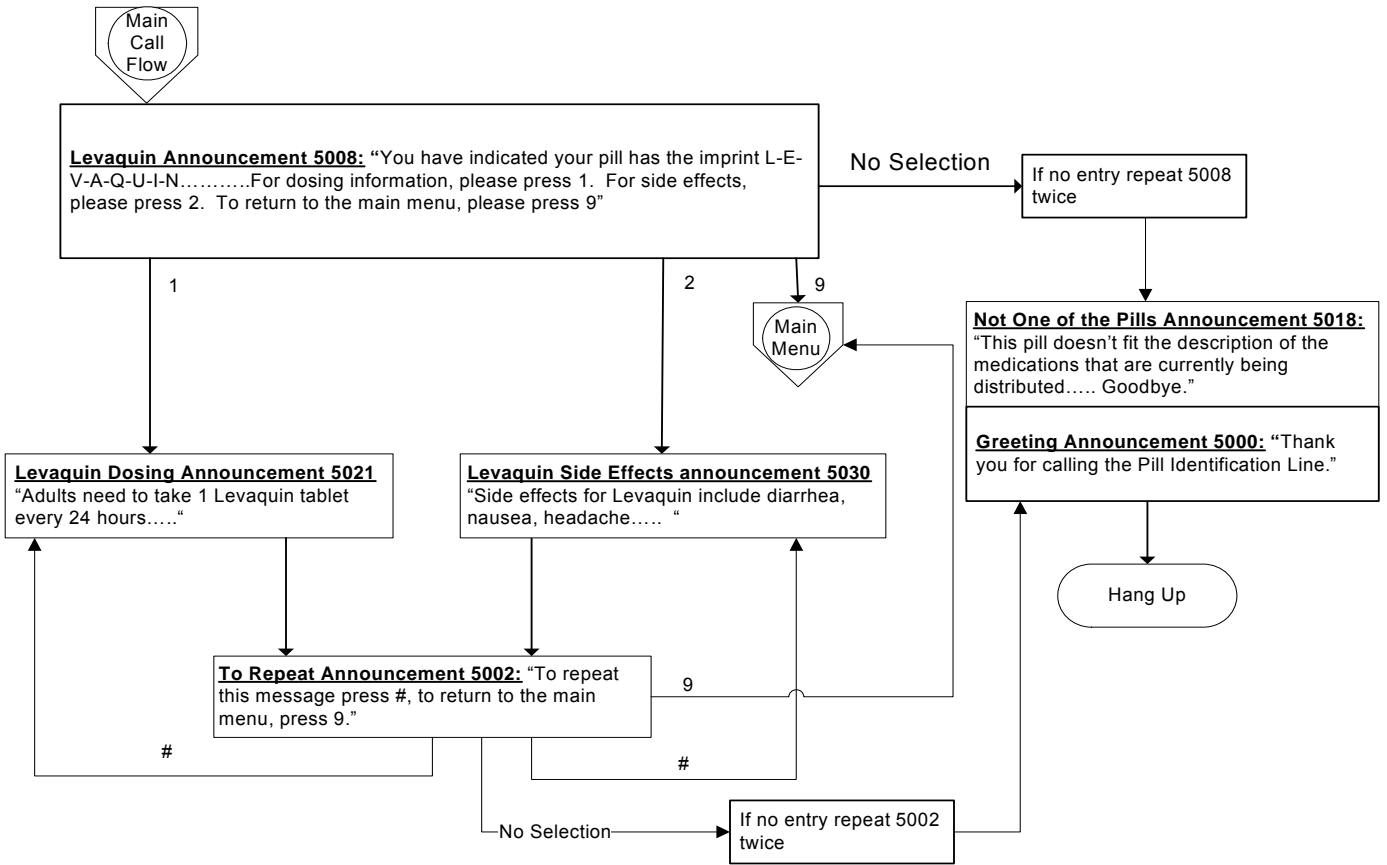 Main
Call
Flow
Levaquin Announcement 5008: “You have indicated your pill has the imprint L-E-
V-A-Q-U-I-N………..For dosing information, please press 1.  For side effects,
please press 2.  To return to the main menu, please press 9”
No Selection
If no entry repeat 5008
twice
1
2
9
Main
Menu
Not One of the Pills Announcement 5018:
“This pill doesn’t fit the description of the
medications that are currently being
distributed….. Goodbye.”
Greeting Announcement 5000: “Thank
you for calling the Pill Identification Line.”
Hang Up
Levaquin Dosing Announcement 5021
“Adults need to take 1 Levaquin tablet
every 24 hours…..“
Levaquin Side Effects announcement 5030
“Side effects for Levaquin include diarrhea,
nausea, headache…..  “
To Repeat Announcement 5002: “To repeat
this message press #, to return to the main
menu, press 9.”
9
#
#
No Selection
If no entry repeat 5002
twice